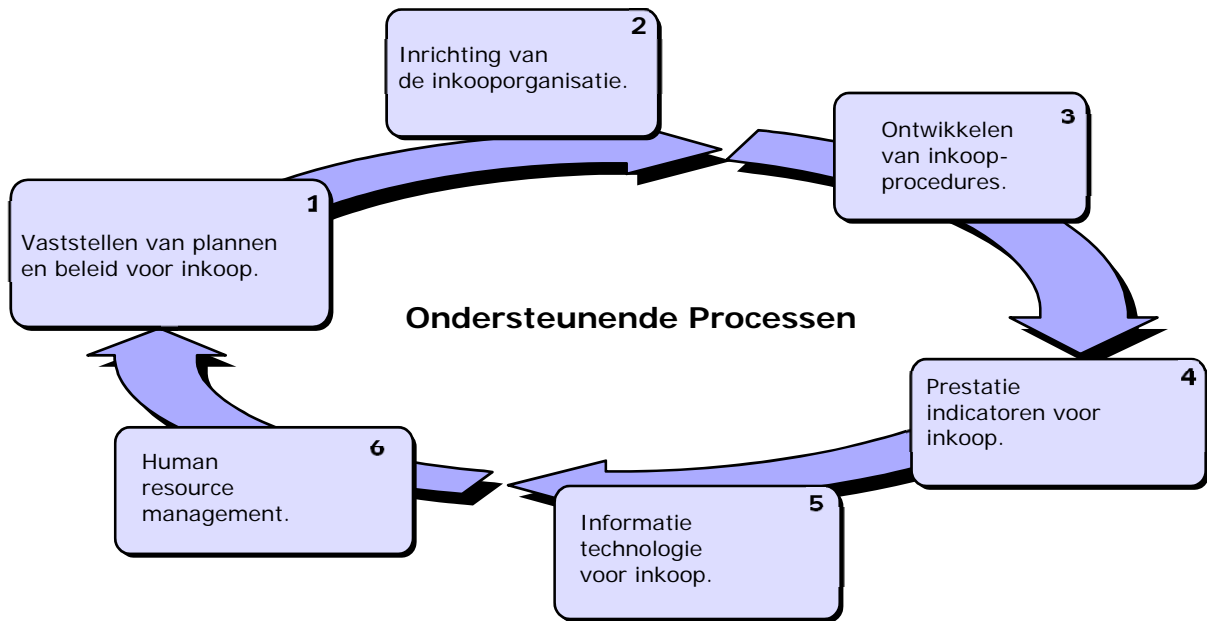 1
Vaststellen van plannen
en beleid voor inkoop.
2
Inrichting van
de inkooporganisatie.
3
Ontwikkelen
van inkoop-
procedures.
Ondersteunende Processen
4
Prestatie
indicatoren voor
inkoop.
5
Informatie
technologie
voor inkoop.
6
Human
resource
management.